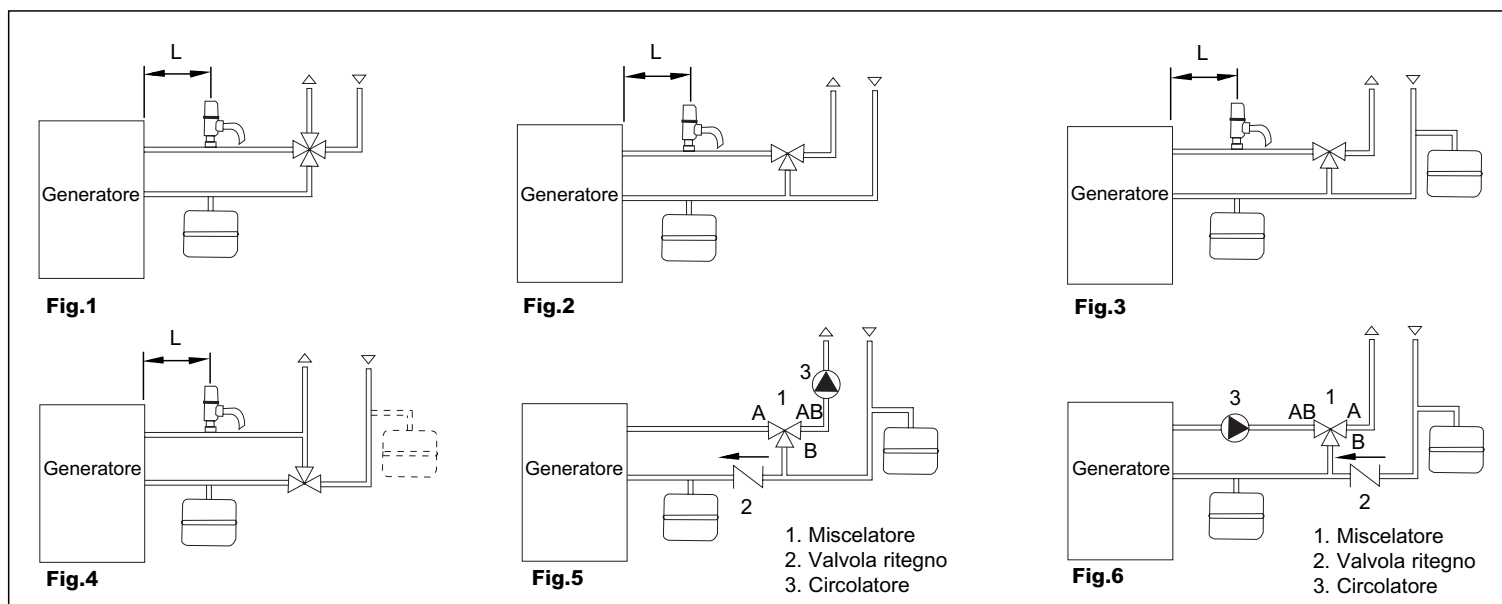 L
Generatore
Fig.1
L
Generatore
Fig.2
L
Generatore
Fig.3
L
Generatore
Fig.4
3
1
A
AB
B
Generatore
2
1. Miscelatore
2. Valvola ritegno
3. Circolatore
Fig.5
3
1
AB
A
B
Generatore
2
1. Miscelatore
2. Valvola ritegno
3. Circolatore
Fig.6